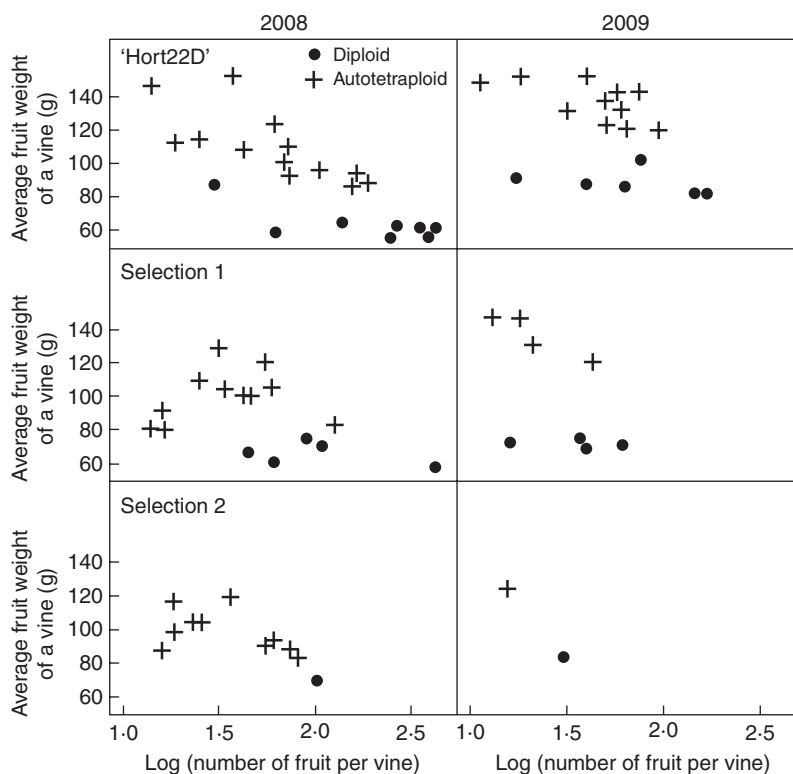 2008 2009
'Hort22D'
Diploid
Autotetraploid
Average fruit weight
of a vine (g)
140
120
100
80
60
Selection 1
Average fruit weight
of a vine (g)
140
120
100
80
60
Selection 2
Average fruit weight
of a vine (g)
140
120
100
80
60
1·0 1·5 2·0 2·5 1·0 1·5 2·0 2·5
Log (number of fruit per vine) Log (number of fruit per vine)